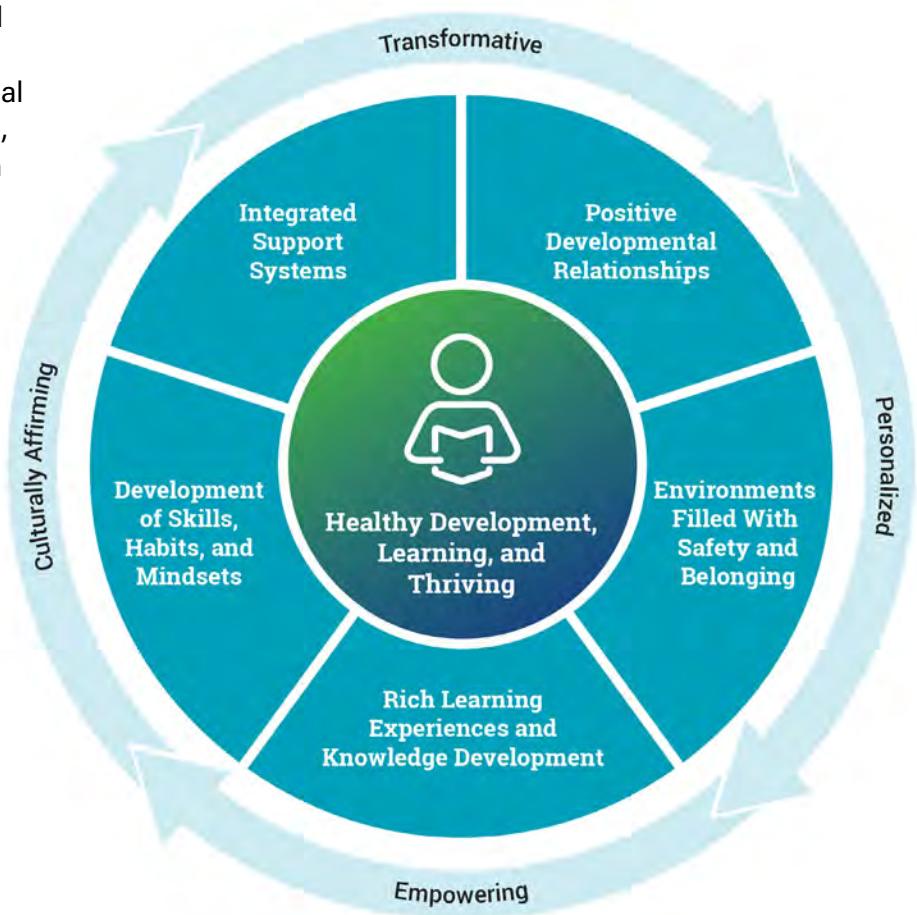 al
,
Transformative
Integrated
Support
Systems
Positive
Developmental
Relationships
Culturally Affirming
Personalized
Development
of Skills,
Habits, and
Mindsets
Healthy Development,
Learning, and
Thriving
Environments
Filled With
Safety and
Belonging
Rich Learning
Experiences and
Knowledge Development
Empowering